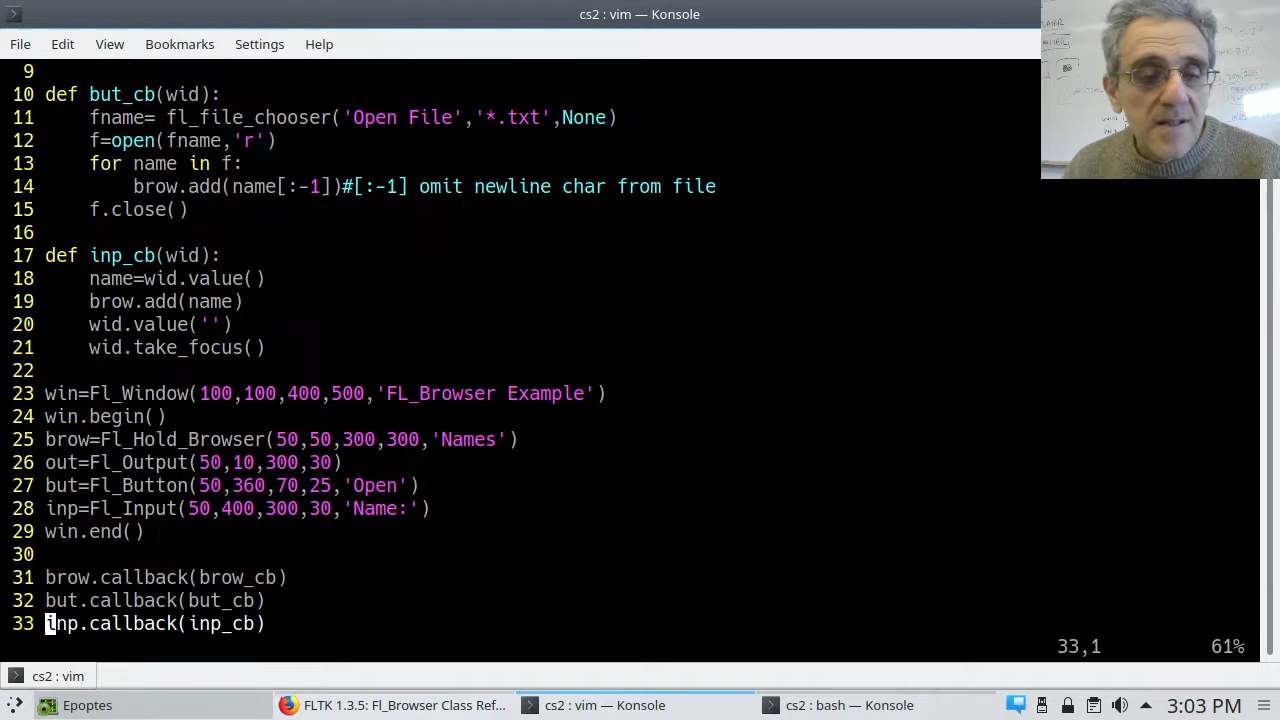 cs2 : vim — Konsole
File Edit View Bookmarks Settings Help
9
10 def but_cb(wid):
11     fname= fl_file_chooser('Open File','*.txt',None)
12     f=open(fname,'r')
13     for name in f:
14         brow.add(name[:-1])#[:-1] omit newline char from file
15     f.close()
16
17 def inp_cb(wid):
18     name=wid.value()
19     brow.add(name)
20     wid.value('')
21     wid.take_focus()
22
23 win=Fl_Window(100,100,400,500,'FL_Browser Example')
24 win.begin()
25 brow=Fl_Hold_Browser(50,50,300,300,'Names')
26 out=Fl_Output(50,10,300,30)
27 but=Fl_Button(50,360,70,25,'Open')
28 inp=Fl_Input(50,400,300,30,'Name:')
29 win.end()
30
31 brow.callback(brow_cb)
32 but.callback(but_cb)
33 inp.callback(inp_cb)
33,1 61%
cs2 : vim
Epoptes FLTK 1.3.5: Fl_Browser Class Ref... cs2 : vim — Konsole cs2 : bash — Konsole 3:03 PM